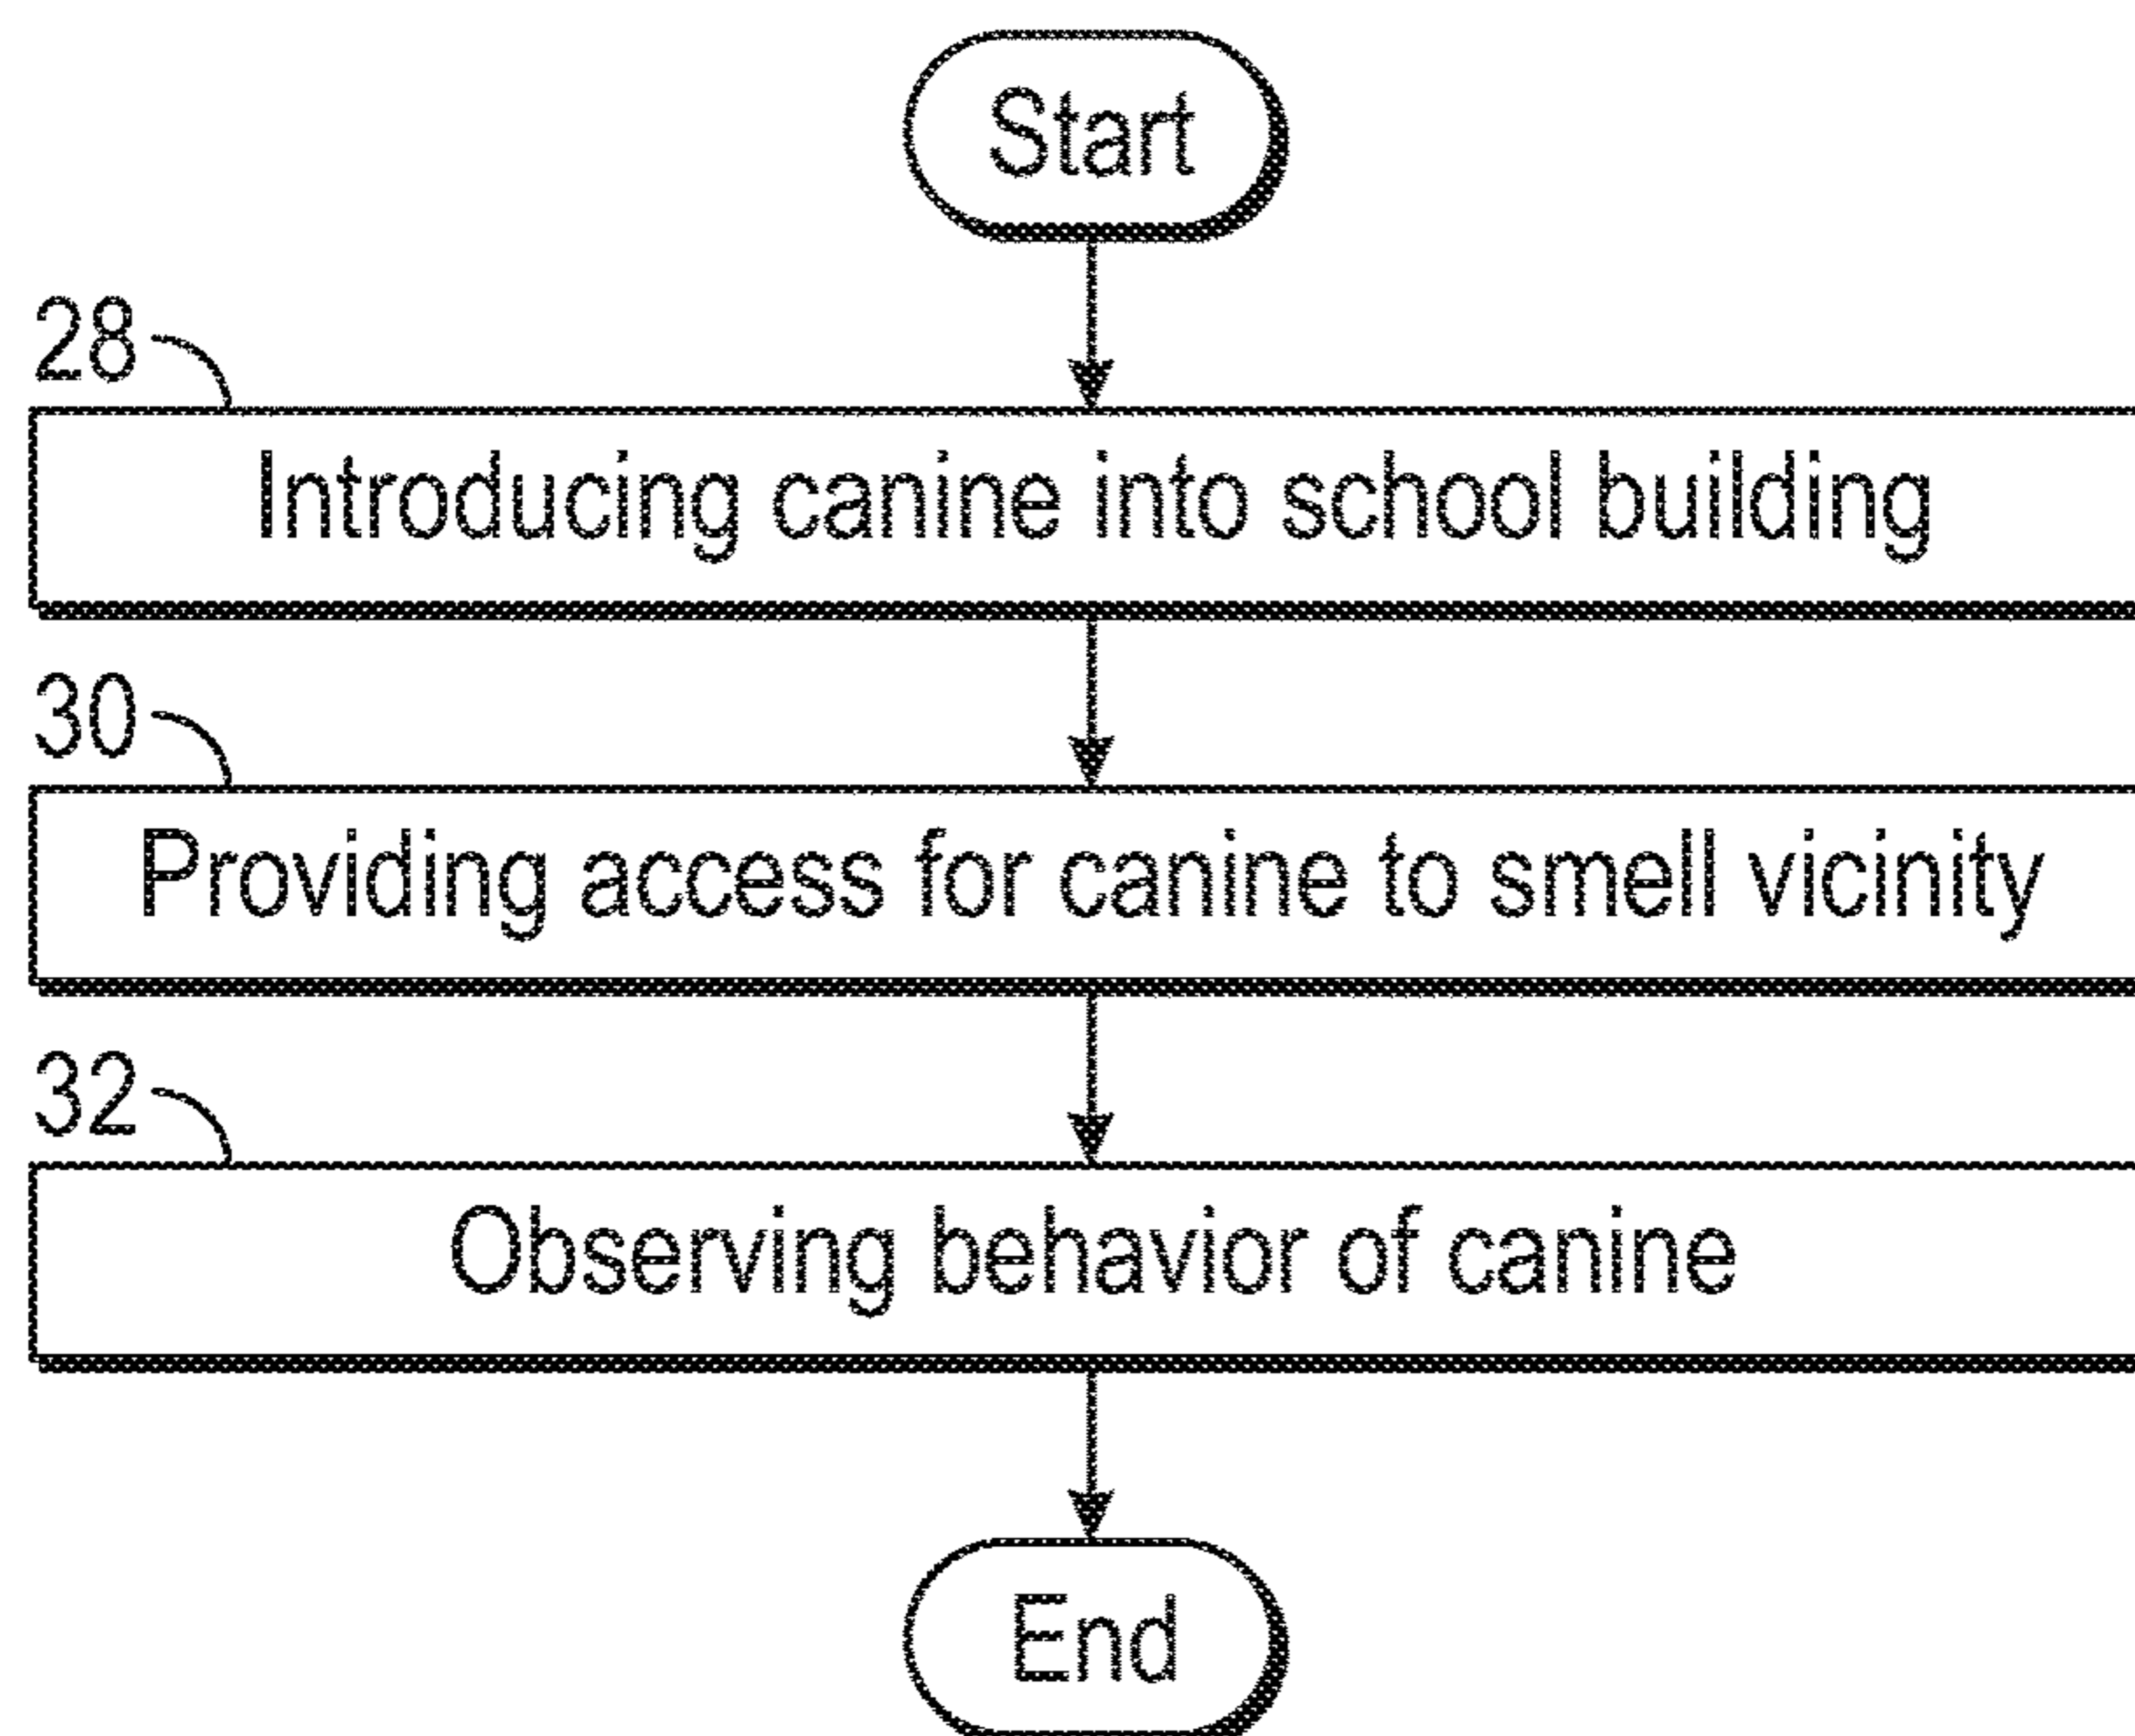 Start
28
Introducing canine into school building
30
Providing access for canine to smell vicinity
32
Observing behavior of canine
End